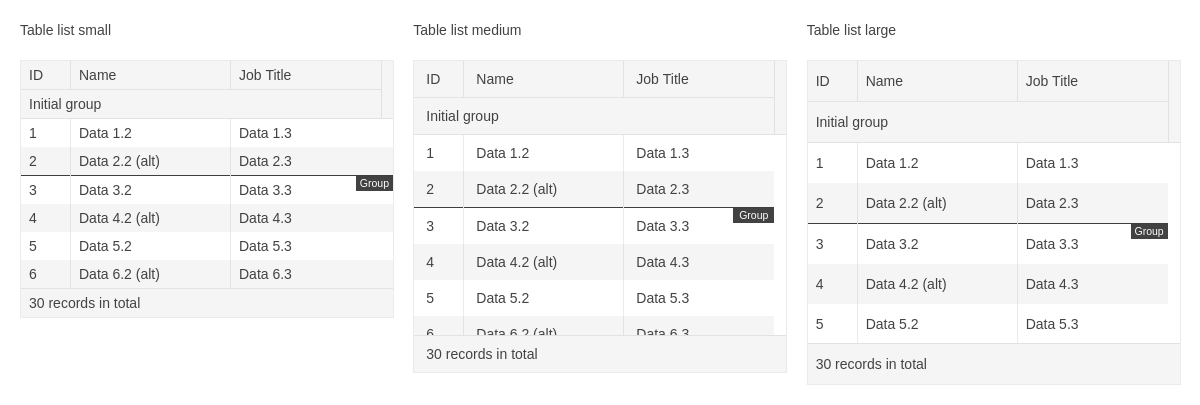 Table list small
ID Name Job Title
Initial group
1 Data 1.2 Data 1.3
2 Data 2.2 (alt) Data 2.3
Group
3 Data 3.2 Data 3.3
4 Data 4.2 (alt) Data 4.3
5 Data 5.2 Data 5.3
6 Data 6.2 (alt) Data 6.3
30 records in total
Table list medium
ID Name Job Title
Initial group
1 Data 1.2 Data 1.3
2 Data 2.2 (alt) Data 2.3
Group
3 Data 3.2 Data 3.3
4 Data 4.2 (alt) Data 4.3
5 Data 5.2 Data 5.3
6 Data 6.2 (alt) Data 6.3
30 records in total
Table list large
ID Name Job Title
Initial group
1 Data 1.2 Data 1.3
2 Data 2.2 (alt) Data 2.3
Group
3 Data 3.2 Data 3.3
4 Data 4.2 (alt) Data 4.3
5 Data 5.2 Data 5.3
30 records in total